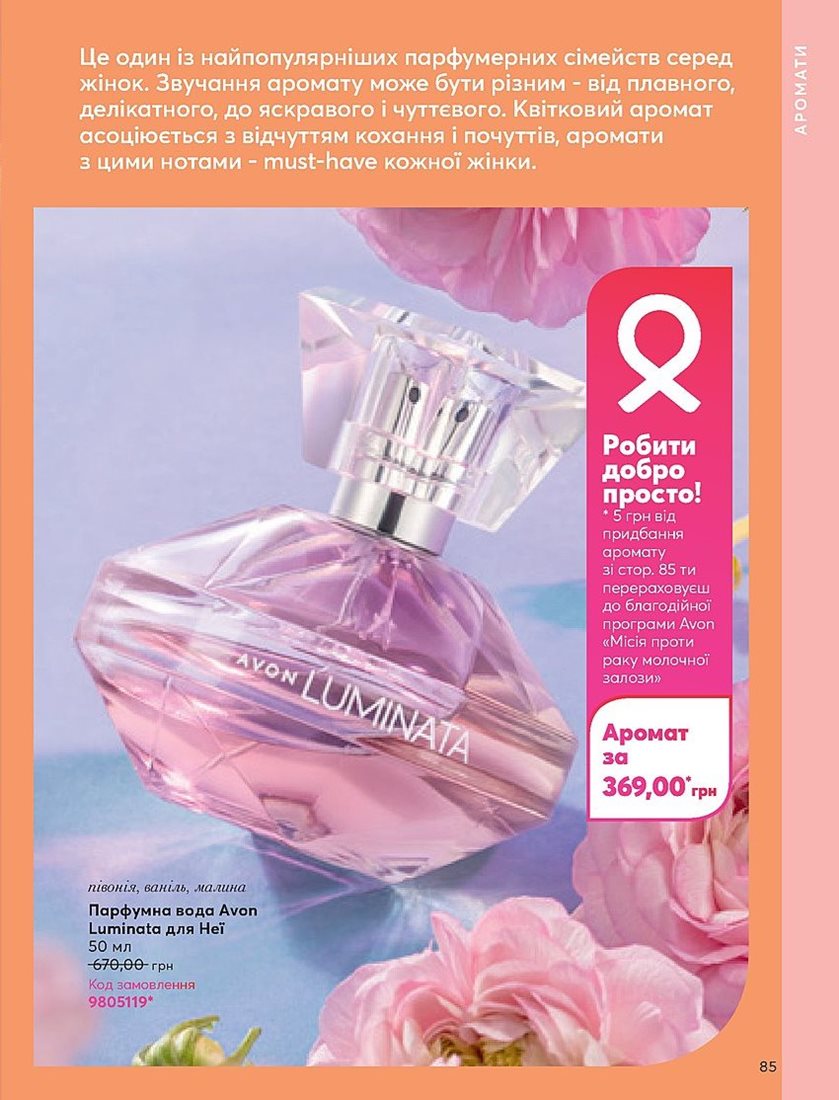 Це один із найпопулярніших парфумерних сімейств серед
жінок. Звучання аромату може бути різним - від плавного,
делікатного, до яскравого і чуттєвого. Квітковий аромат
асоціюється з відчуттям кохання і почуттів, аромати
з цими нотами - must-have кожної жінки.
АРОМАТИ
Робити
добро
просто!
* 5 грн від
придбання
аромату
зі стор. 85 ти
перераховуєш
до благодійної
програми Avon
«Місія проти
раку молочної
залози»
AVON LUMINATA
Аромат
за
369,00* грн
півонія, ваніль, малина
Парфумна вода Avon
Luminata для Неї
50 мл
670,00 грн
Код замовлення
9805119*
85